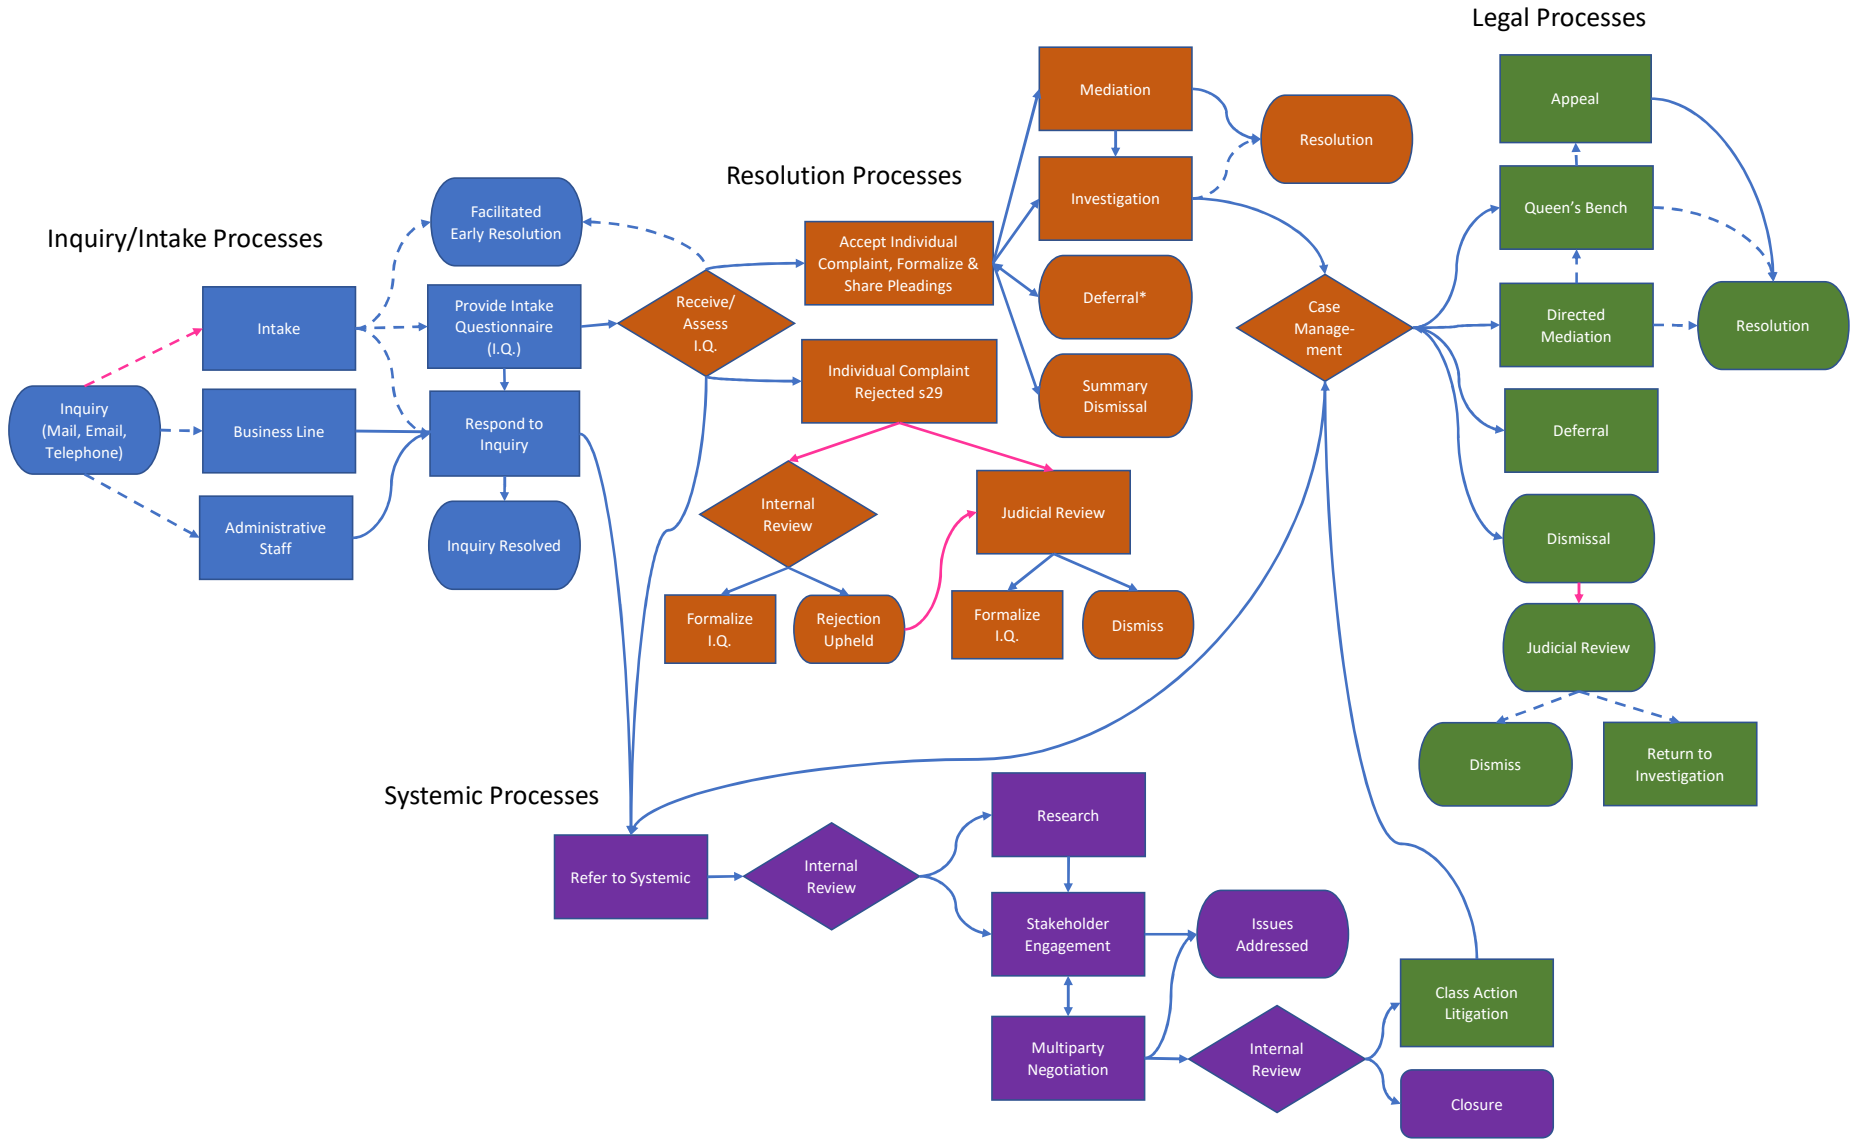 Legal Processes
Resolution Processes
Inquiry/Intake Processes
Systemic Processes
Inquiry
(Mail, Email,
Telephone)
Intake
Business Line
Administrative
Staff
Facilitated
Early Resolution
Provide Intake
Questionnaire
(I.Q.)
Respond to
Inquiry
Inquiry Resolved
Receive/
Assess
I.Q.
Accept Individual
Complaint, Formalize &
Share Pleadings
Individual Complaint
Rejected s29
Internal
Review
Formalize
I.Q.
Rejection
Upheld
Judicial Review
Formalize
I.Q.
Dismiss
Mediation
Investigation
Deferral*
Summary
Dismissal
Resolution
Case
Manage-
ment
Appeal
Queen's Bench
Directed
Mediation
Deferral
Dismissal
Judicial Review
Dismiss
Return to
Investigation
Resolution
Refer to Systemic
Internal
Review
Research
Stakeholder
Engagement
Multiparty
Negotiation
Issues
Addressed
Internal
Review
Class Action
Litigation
Closure